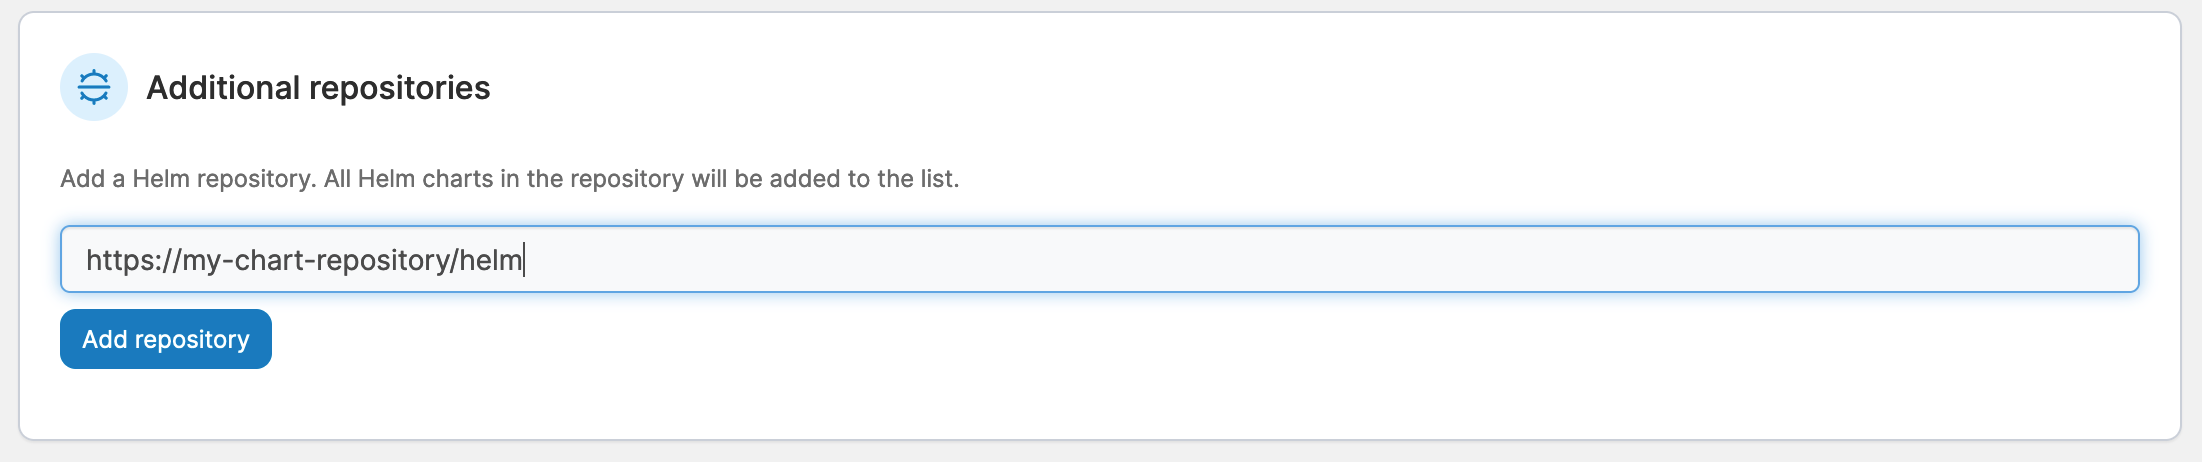 Additional repositories
Add a Helm repository. All Helm charts in the repository will be added to the list.
https://my-chart-repository/helm
Add repository